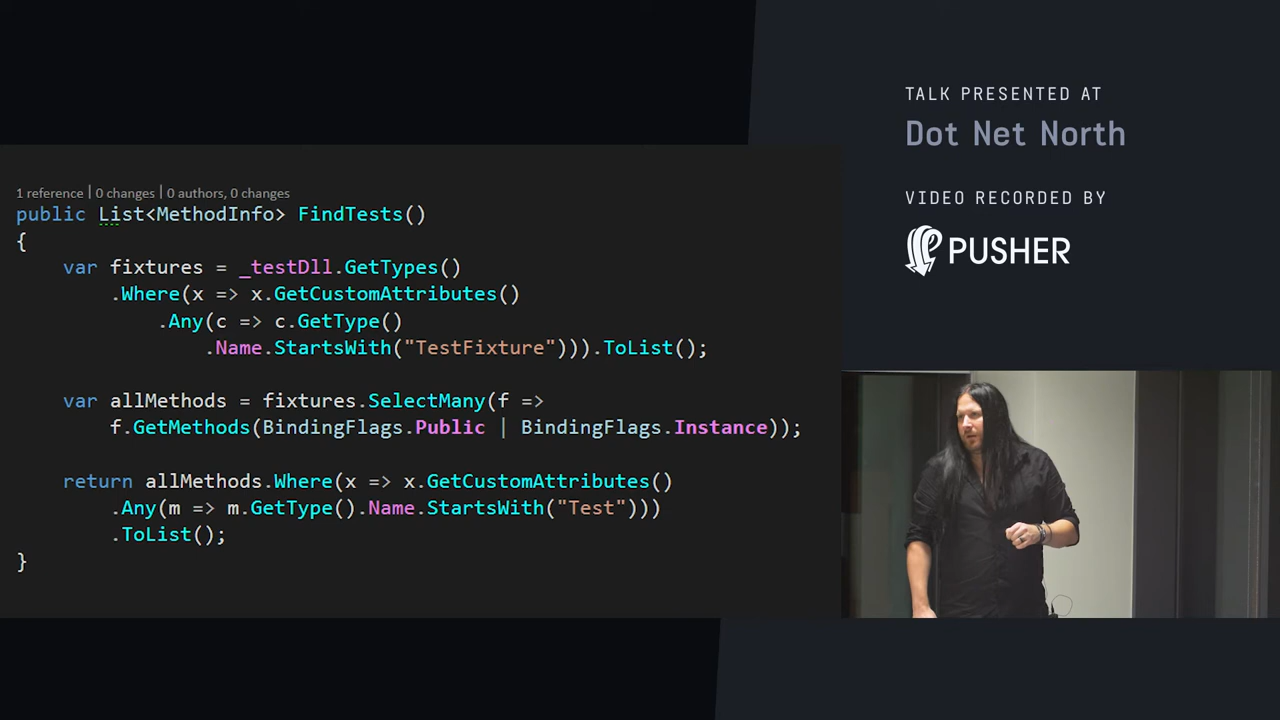 1 reference | 0 changes | 0 authors, 0 changes
public List<MethodInfo> FindTests()
{
var fixtures = _testDll.GetTypes()
.Where(x => x.GetCustomAttributes()
.Any(c => c.GetType()
.Name.StartsWith("TestFixture"))).ToList();
var allMethods = fixtures.SelectMany(f =>
f.GetMethods(BindingFlags.Public | BindingFlags.Instance));
return allMethods.Where(x => x.GetCustomAttributes()
.Any(m => m.GetType().Name.StartsWith("Test")))
.ToList();
}
TALK PRESENTED AT
Dot Net North
VIDEO RECORDED BY
PUSHER